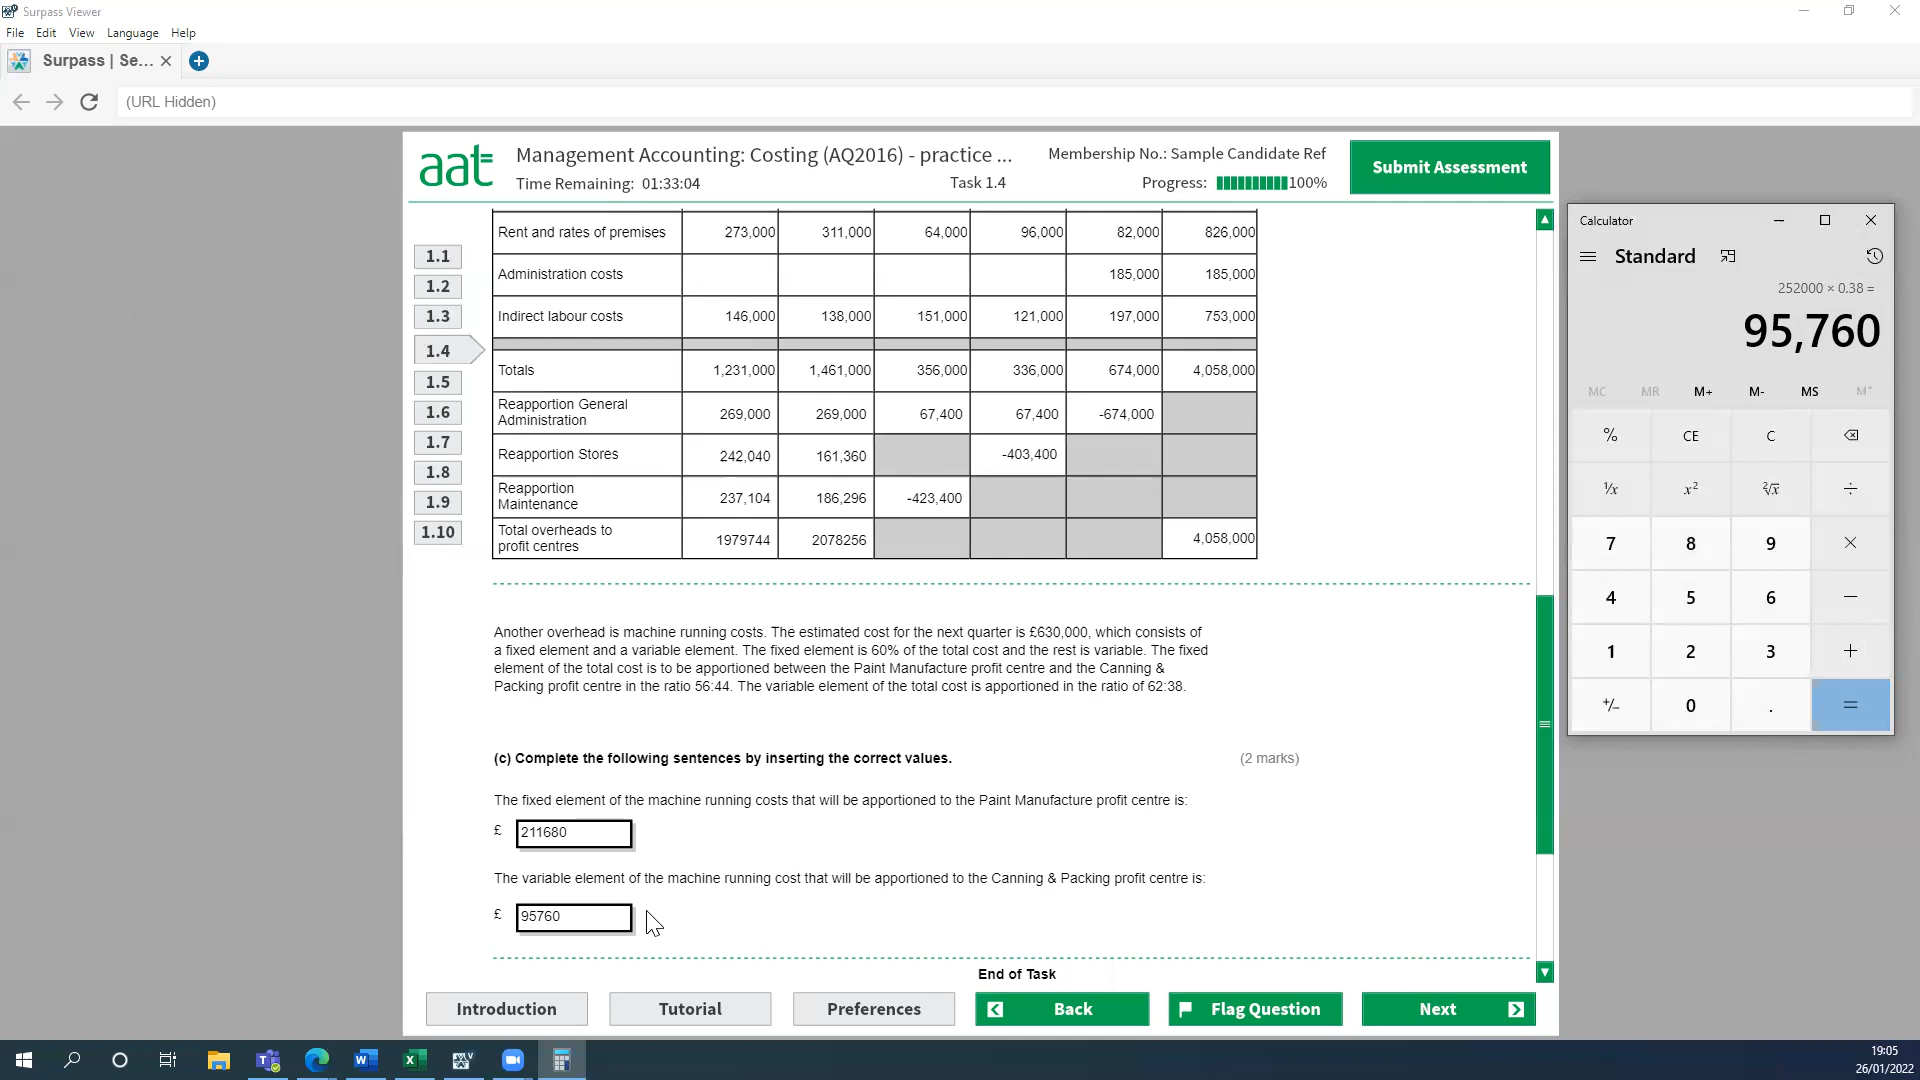 Surpass Viewer
File Edit View Language Help
Surpass | Se...
(URL Hidden)
aat
Management Accounting: Costing (AQ2016) - practice ...
Membership No.: Sample Candidate Ref
Submit Assessment
Time Remaining: 01:33:04
Task 1.4
Progress: 100%
1.1
1.2
1.3
1.4
1.5
1.6
1.7
1.8
1.9
1.10
Rent and rates of premises 273,000 311,000 64,000 96,000 82,000 826,000
Administration costs 185,000 185,000
Indirect labour costs 146,000 138,000 151,000 121,000 197,000 753,000
Totals 1,231,000 1,461,000 356,000 336,000 674,000 4,058,000
Reapportion General
Administration 269,000 269,000 67,400 67,400 -674,000
Reapportion Stores 242,040 161,360 -403,400
Reapportion
Maintenance 237,104 186,296 -423,400
Total overheads to
profit centres 1979744 2078256 4,058,000
Another overhead is machine running costs. The estimated cost for the next quarter is £630,000, which consists of
a fixed element and a variable element. The fixed element is 60% of the total cost and the rest is variable. The fixed
element of the total cost is to be apportioned between the Paint Manufacture profit centre and the Canning &
Packing profit centre in the ratio 56:44. The variable element of the total cost is apportioned in the ratio of 62:38.
(c) Complete the following sentences by inserting the correct values. (2 marks)
The fixed element of the machine running costs that will be apportioned to the Paint Manufacture profit centre is:
£ 211680
The variable element of the machine running cost that will be apportioned to the Canning & Packing profit centre is:
£ 95760
End of Task
Introduction Tutorial Preferences Back Flag Question Next
Calculator
Standard
252000 × 0.38 =
95,760
MC MR M+ M- MS M˅
% CE C
¹/x x² ²√x ÷
7 8 9 ×
4 5 6 −
1 2 3 +
+/− 0 . =
19:05
26/01/2022